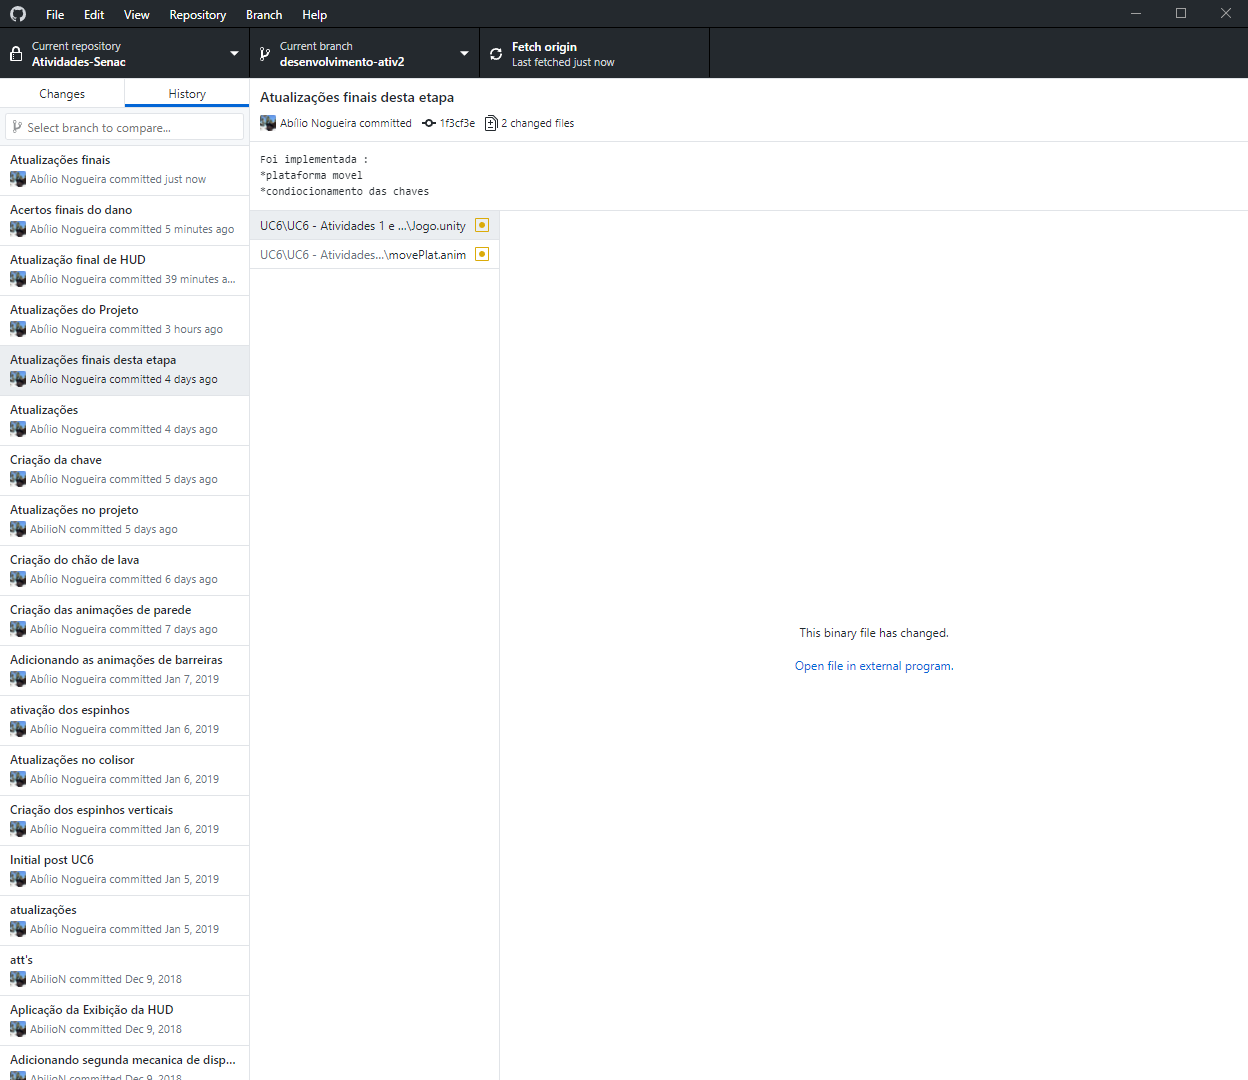 File Edit View Repository Branch Help
Current repository
Atividades-Senac
Current branch
desenvolvimento-ativ2
Fetch origin
Last fetched just now
Changes
History
Select branch to compare...
Atualizações finais
Abílio Nogueira committed just now
Acertos finais do dano
Abílio Nogueira committed 5 minutes ago
Atualização final de HUD
Abílio Nogueira committed 39 minutes a...
Atualizações do Projeto
Abílio Nogueira committed 3 hours ago
Atualizações finais desta etapa
Abílio Nogueira committed 4 days ago
Atualizações
Abílio Nogueira committed 4 days ago
Criação da chave
Abílio Nogueira committed 5 days ago
Atualizações no projeto
AbilioN committed 5 days ago
Criação do chão de lava
Abílio Nogueira committed 6 days ago
Criação das animações de parede
Abílio Nogueira committed 7 days ago
Adicionando as animações de barreiras
Abílio Nogueira committed Jan 7, 2019
ativação dos espinhos
Abílio Nogueira committed Jan 6, 2019
Atualizações no colisor
Abílio Nogueira committed Jan 6, 2019
Criação dos espinhos verticais
Abílio Nogueira committed Jan 6, 2019
Initial post UC6
Abílio Nogueira committed Jan 5, 2019
atualizações
Abílio Nogueira committed Jan 5, 2019
att's
AbilioN committed Dec 9, 2018
Aplicação da Exibição da HUD
AbilioN committed Dec 9, 2018
Adicionando segunda mecanica de disp...
AbilioN committed Dec 9, 2018
Atualizações finais desta etapa
Abílio Nogueira committed 1f3cf3e 2 changed files
Foi implementada :
*plataforma movel
*condiocionamento das chaves
UC6\UC6 - Atividades 1 e ...\Jogo.unity
UC6\UC6 - Atividades...\movePlat.anim
This binary file has changed.
Open file in external program.